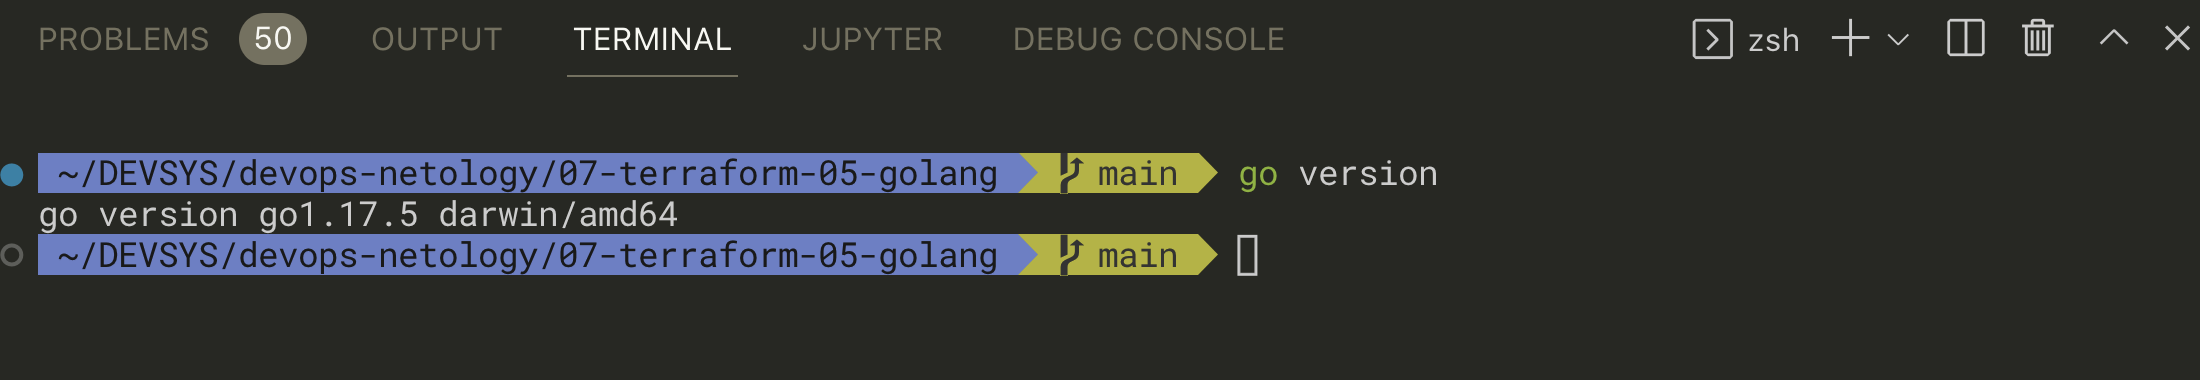 PROBLEMS 50 OUTPUT TERMINAL JUPYTER DEBUG CONSOLE zsh
~/DEVSYS/devops-netology/07-terraform-05-golang main go version
go version go1.17.5 darwin/amd64
~/DEVSYS/devops-netology/07-terraform-05-golang main